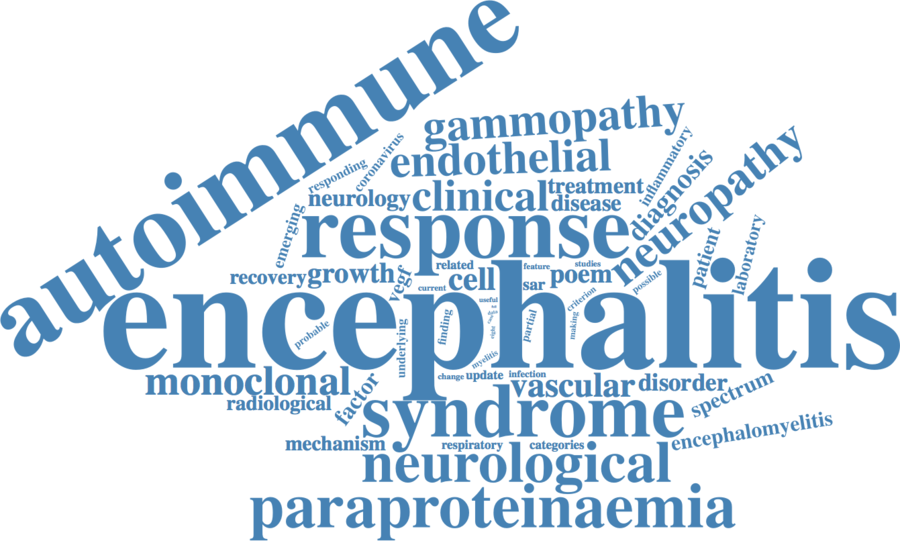 autoimmune
gammopathy
coronavirus
responding
endothelial
inflammatory
neurology clinical treatment
disease
diagnosis
neuropathy
emerging
response
patient
laboratory
recovery growth
vegf
related
cell
feature
studies
sar
poem
possible
current
useful
criterion
encephalitis
probable
underlying
finding
partial
making
myelitis
monoclonal
change update infection
vascular disorder
radiological
factor
syndrome
spectrum
encephalomyelitis
mechanism
respiratory categories
neurological
paraproteinaemia